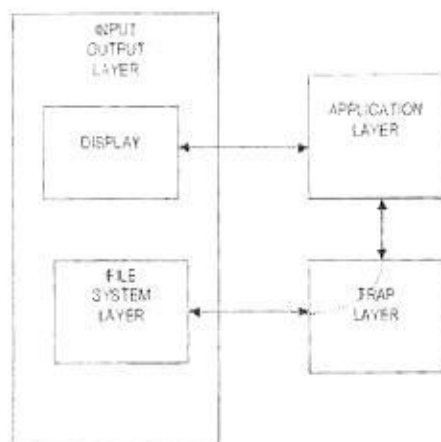 INPUT
OUTPUT
LAYER
DISPLAY
APPLICATION
LAYER
FILE
SYSTEM
LAYER
TRAP
LAYER